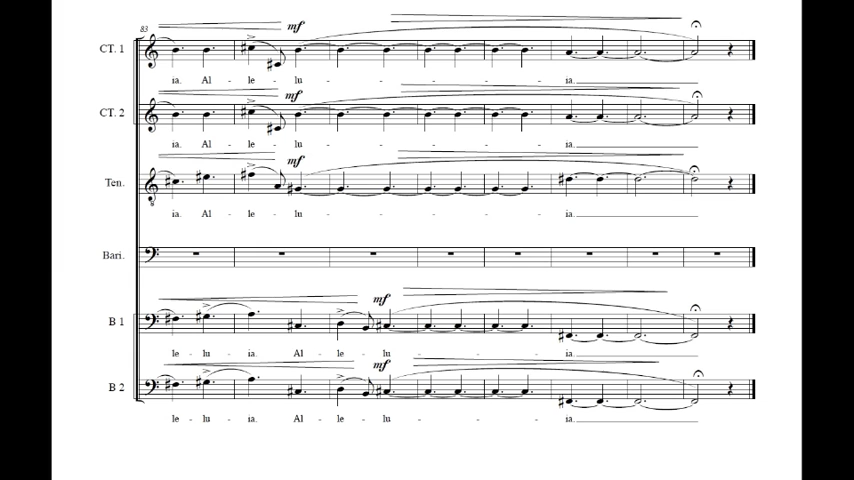 83
mf
CT. 1
ia. Al - le - lu - - - ia.
mf
CT. 2
ia. Al - le - lu - - - ia.
mf
Ten.
ia. Al - le - lu - - - ia.
Bari.
mf
B 1
le - lu - ia. Al - le - lu - - - ia.
mf
B 2
le - lu - ia. Al - le - lu - - - ia.